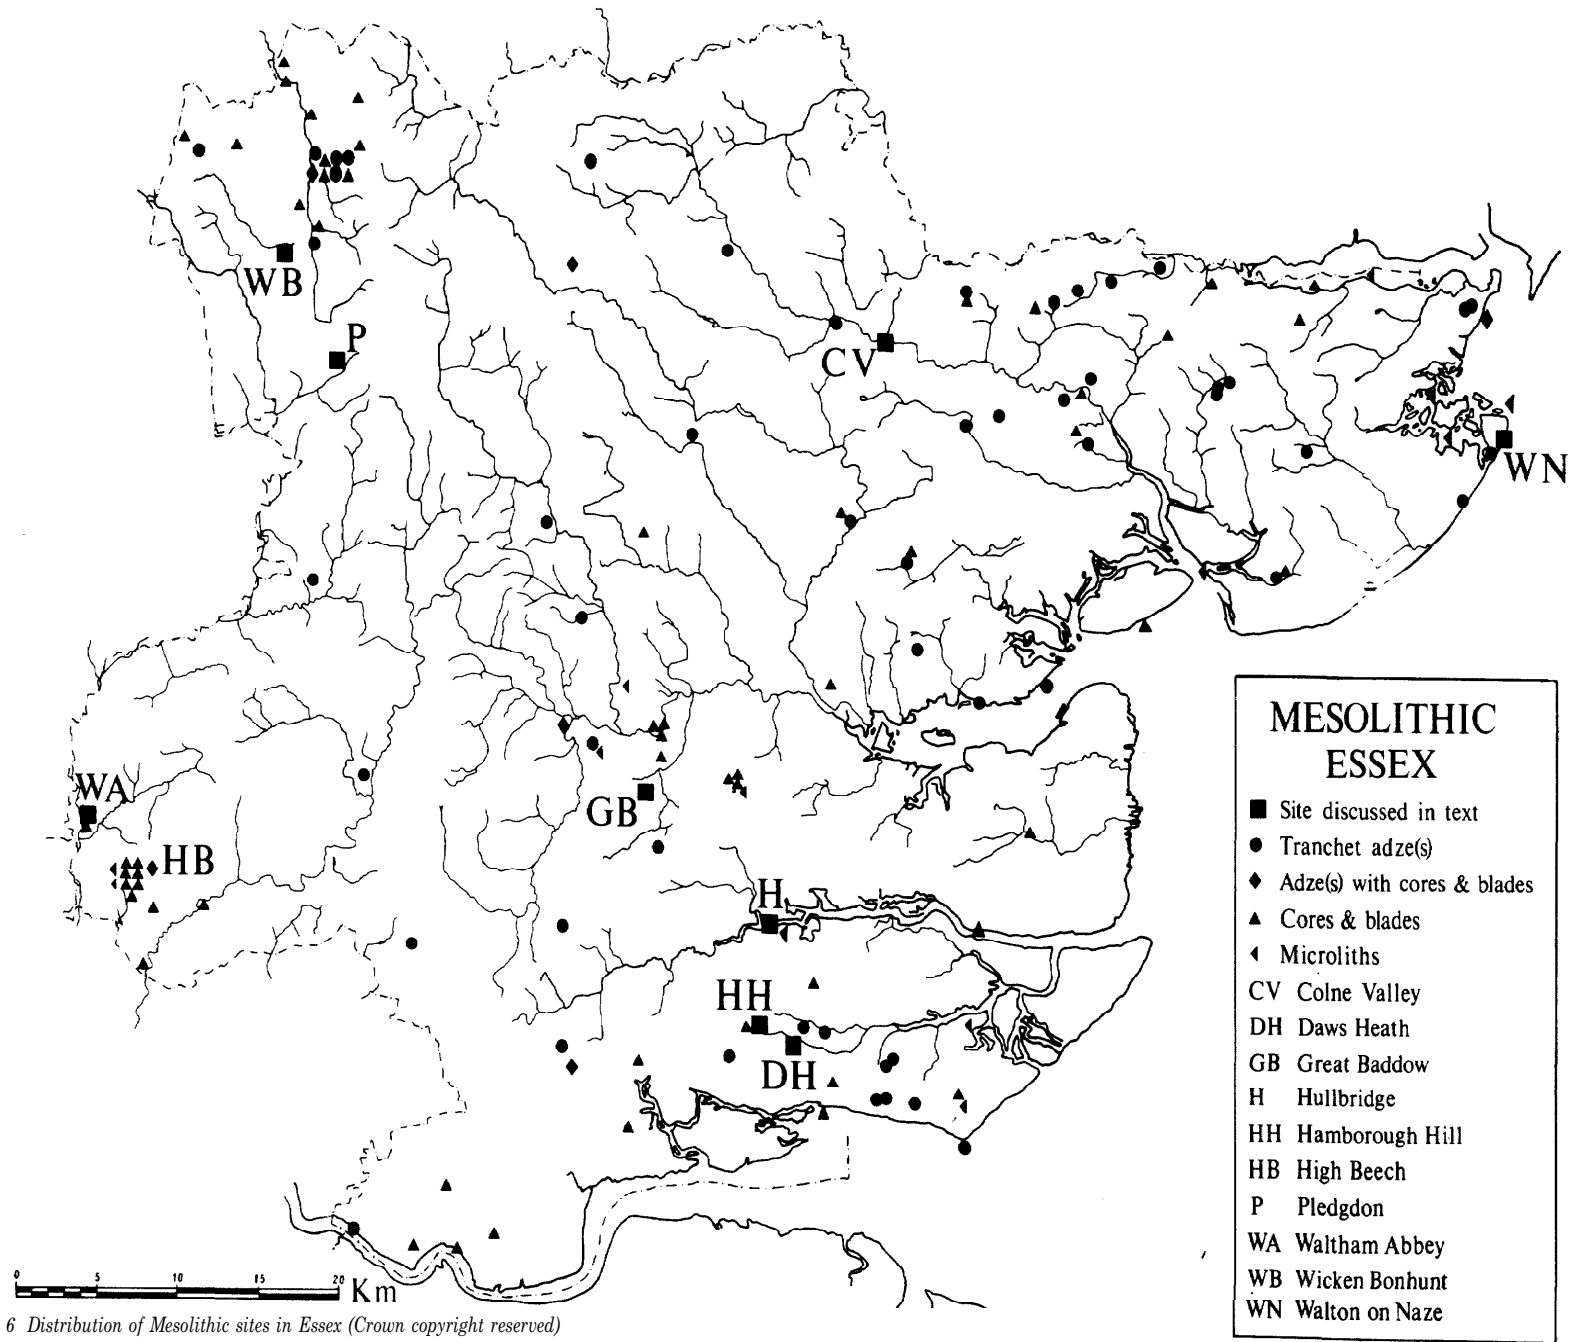 WB
P
CV
WN
WA
HB
GB
H
HH
DH
MESOLITHIC
ESSEX
Site discussed in text
Tranchet adze(s)
Adze(s) with cores & blades
Cores & blades
Microliths
CV Colne Valley
DH Daws Heath
GB Great Baddow
H Hullbridge
HH Hamborough Hill
HB High Beech
P Pledgdon
WA Waltham Abbey
WB Wicken Bonhunt
WN Walton on Naze
0 5 10 15 20 Km
6 Distribution of Mesolithic sites in Essex (Crown copyright reserved)